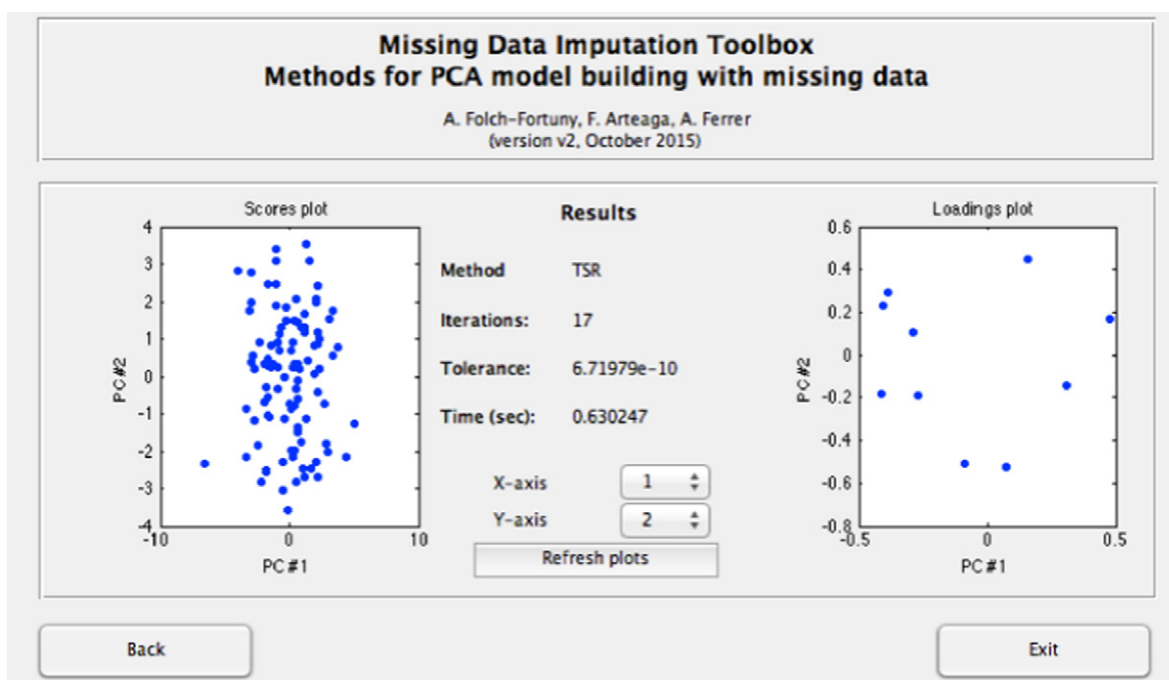 Missing Data Imputation Toolbox
Methods for PCA model building with missing data
A. Folch-Fortuny, F. Arteaga, A. Ferrer
(version v2, October 2015)
Scores plot
4
3
2
1
0
-1
-2
-3
-4
-10
0
10
PC#1
PC#2
Results
Method TSR
Iterations: 17
Tolerance: 6.71979e-10
Time (sec): 0.630247
X-axis 1
Y-axis 2
Refresh plots
Loadings plot
0.6
0.4
0.2
0
-0.2
-0.4
-0.6
-0.8
-0.5
0
0.5
PC#1
PC#2
Back
Exit